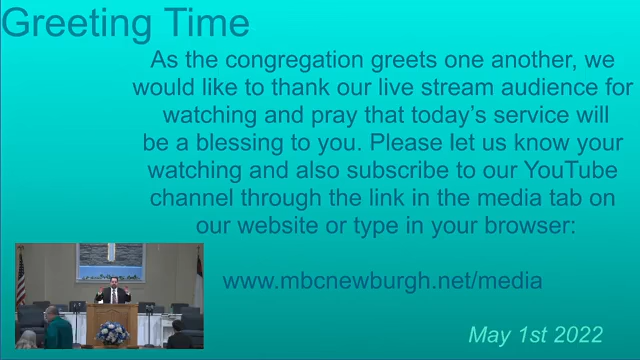 Greeting Time
As the congregation greets one another, we
would like to thank our live stream audience for
watching and pray that today's service will
be a blessing to you. Please let us know your
watching and also subscribe to our YouTube
channel through the link in the media tab on
our website or type in your browser:
www.mbcnewburgh.net/media
May 1st 2022